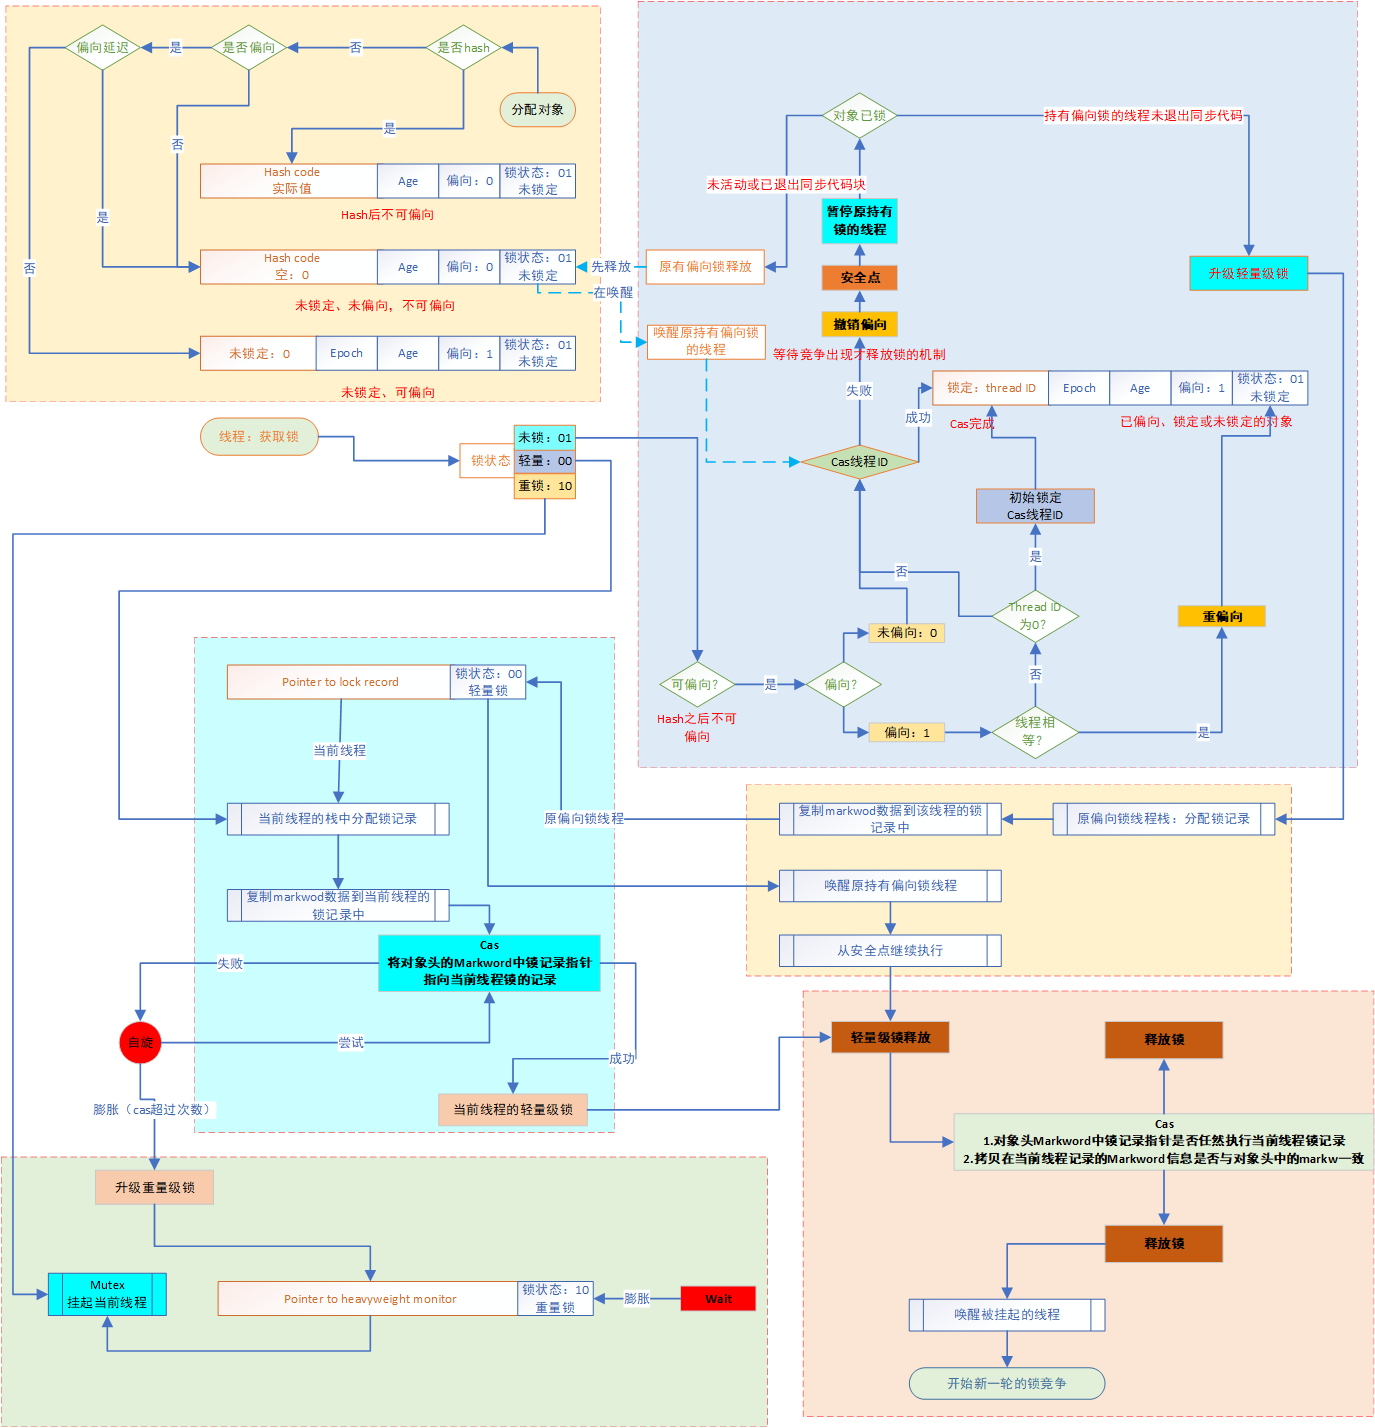 偏向延迟
是
是否偏向
否
是否hash
分配对象
是
否
是
否
Hash code
实际值
Age
偏向：0
锁状态：01
未锁定
Hash后不可偏向
Hash code
空：0
Age
偏向：0
锁状态：01
未锁定
未锁定、未偏向，不可偏向
未锁定：0
Epoch
Age
偏向：1
锁状态：01
未锁定
未锁定、可偏向
先释放
在唤醒
对象已锁
持有偏向锁的线程未退出同步代码
未活动或已退出同步代码块
暂停原持有
锁的线程
原有偏向锁释放
安全点
升级轻量级锁
撤销偏向
唤醒原持有偏向锁
的线程
等待竞争出现才释放锁的机制
失败
成功
锁定：thread ID
Epoch
Age
偏向：1
锁状态：01
未锁定
Cas完成
已偏向、锁定或未锁定的对象
Cas线程ID
初始锁定
Cas线程ID
是
否
Thread ID
为0?
重偏向
未偏向：0
可偏向?
是
偏向?
否
Hash之后不可
偏向
偏向：1
线程相
等?
是
线程：获取锁
锁状态
未锁：01
轻量：00
重锁：10
Pointer to lock record
锁状态：00
轻量锁
当前线程
当前线程的栈中分配锁记录
复制markwod数据到当前线程的
锁记录中
Cas
将对象头的Markword中锁记录指针
指向当前线程锁的记录
失败
自旋
尝试
成功
膨胀（cas超过次数）
当前线程的轻量级锁
原偏向锁线程
复制markwod数据到该线程的锁
记录中
原偏向锁线程栈：分配锁记录
唤醒原持有偏向锁线程
从安全点继续执行
轻量级锁释放
释放锁
Cas
1.对象头Markword中锁记录指针是否任然执行当前线程锁记录
2.拷贝在当前线程记录的Markword信息是否与对象头中的markw一致
释放锁
唤醒被挂起的线程
开始新一轮的锁竞争
升级重量级锁
Mutex
挂起当前线程
Pointer to heavyweight monitor
锁状态：10
重量锁
膨胀
Wait